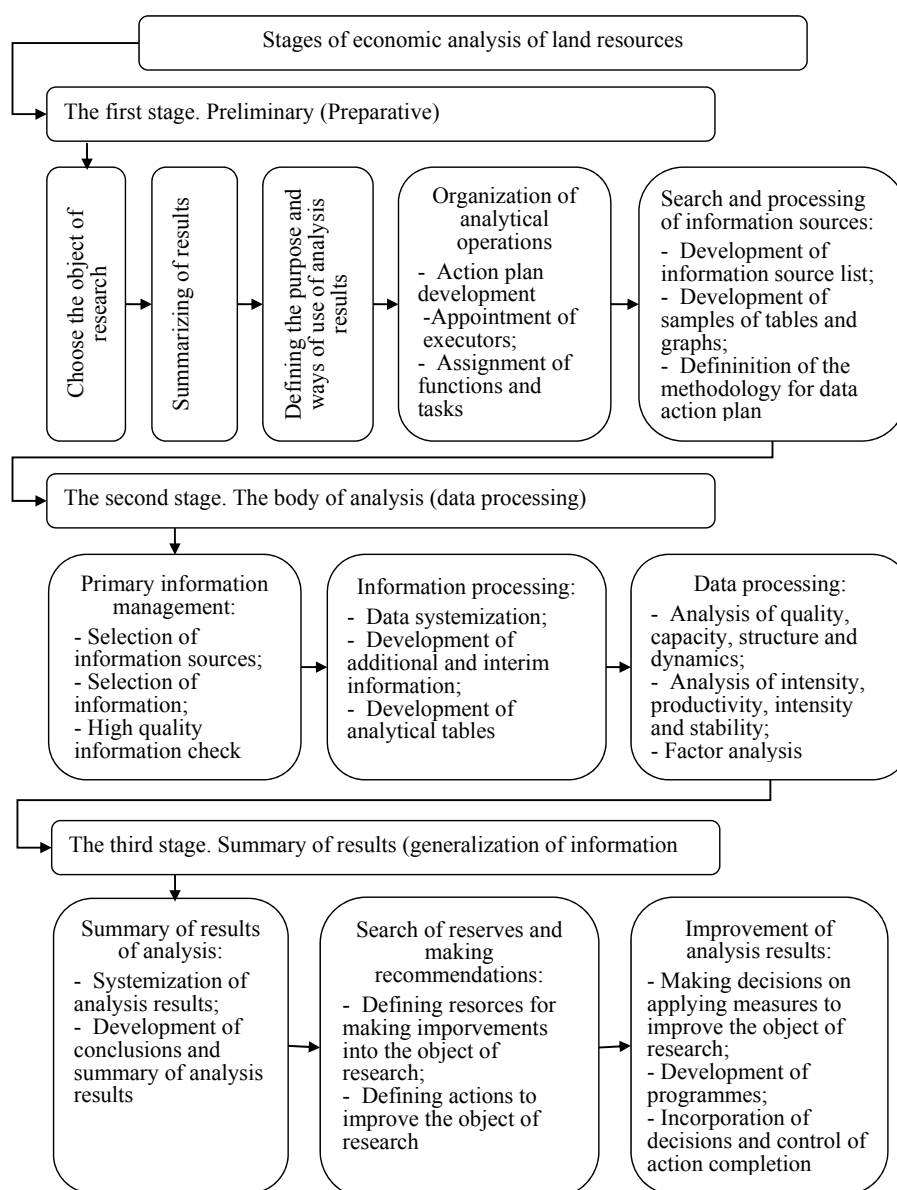 Stages of economic analysis of land resources
The first stage. Preliminary (Preparative)
Choose the object of
research
Summarizing of results
Defining the purpose and
ways of use of analysis
results
Organization of
analytical
operations
- Action plan
development
-Appointment of
executors;
- Assignment of
functions and
tasks
Search and processing
of information sources:
- Development of
information source list;
- Development of
samples of tables and
graphs;
- Defininition of the
methodology for data
action plan
The second stage. The body of analysis (data processing)
Primary information
management:
- Selection of
information sources;
- Selection of
information;
- High quality
information check
Information processing:
- Data systemization;
- Development of
additional and interim
information;
- Development of
analytical tables
Data processing:
- Analysis of quality,
capacity, structure and
dynamics;
- Analysis of intensity,
productivity, intensity
and stability;
- Factor analysis
The third stage. Summary of results (generalization of information
Summary of results
of analysis:
- Systemization of
analysis results;
- Development of
conclusions and
summary of analysis
results
Search of reserves and
making
recommendations:
- Defining resorces for
making imporvements
into the object of
research;
- Defining actions to
improve the object of
research
Improvement of
analysis results:
- Making decisions on
applying measures to
improve the object of
research;
- Development of
programmes;
- Incorporation of
decisions and control of
action completion